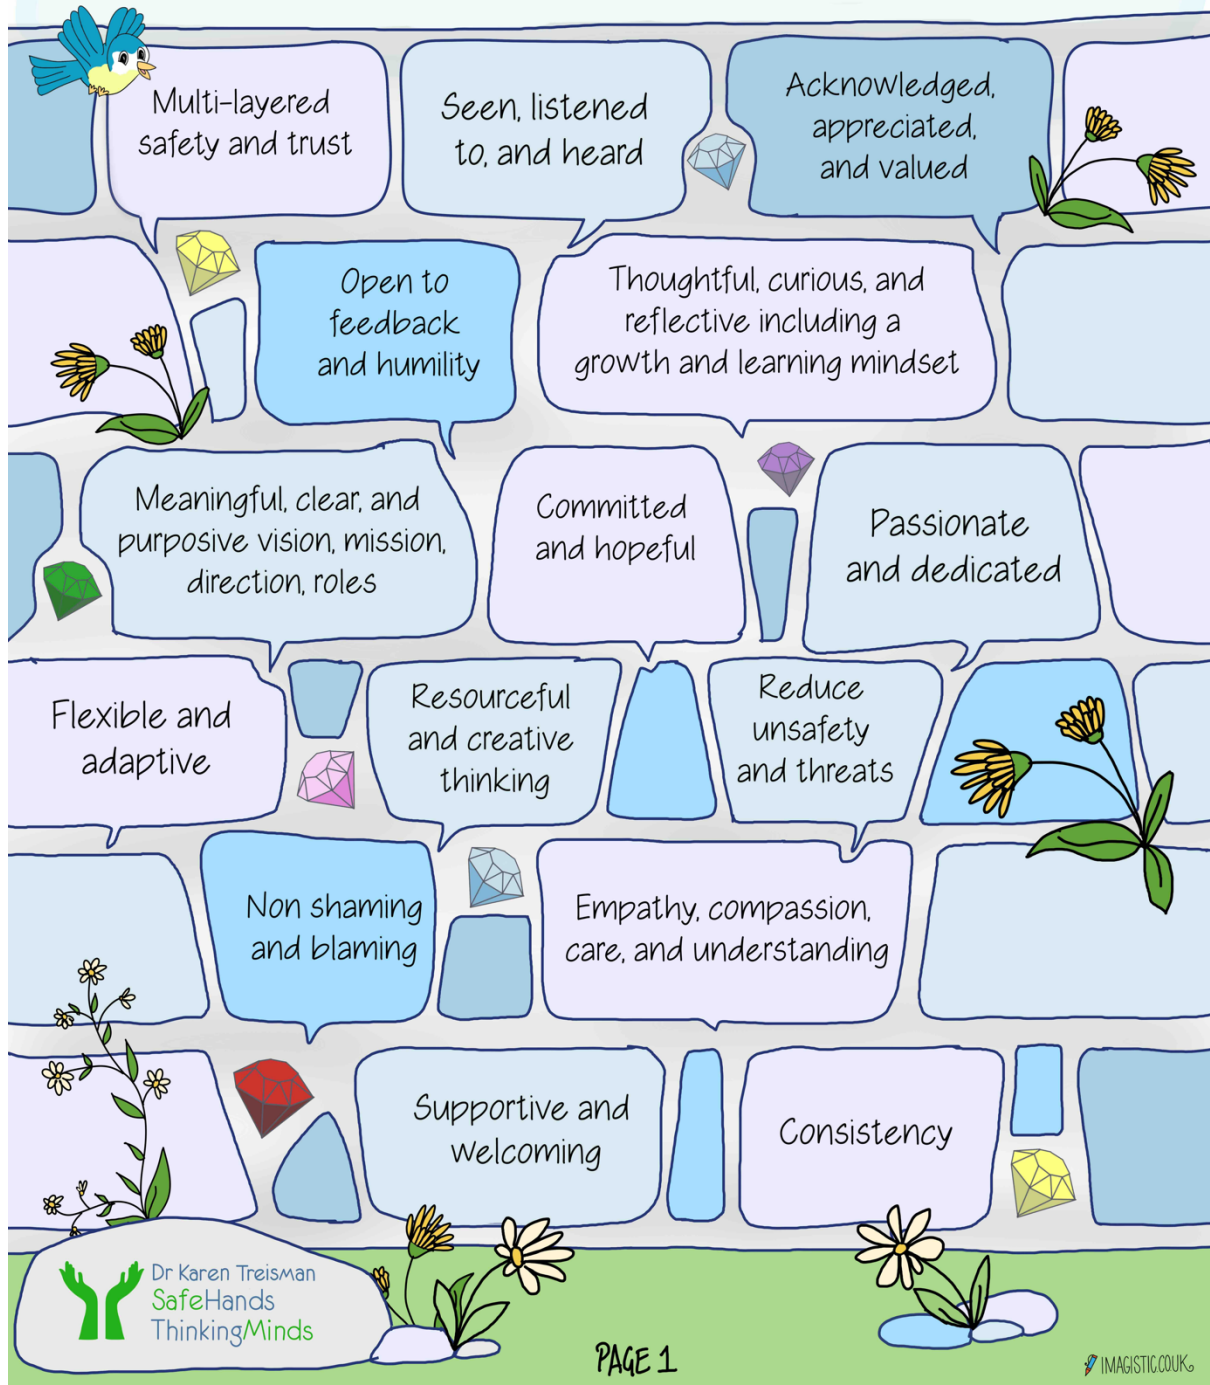 Multi-layered
safety and trust
Seen, listened
to, and heard
Acknowledged,
appreciated,
and valued
Open to
feedback
and humility
Thoughtful, curious, and
reflective including a
growth and learning mindset
Meaningful, clear, and
purposive vision, mission,
direction, roles
Committed
and hopeful
Passionate
and dedicated
Flexible and
adaptive
Resourceful
and creative
thinking
Reduce
unsafety
and threats
Non shaming
and blaming
Empathy, compassion,
care, and understanding
Supportive and
welcoming
Consistency
Dr Karen Treisman
SafeHands
ThinkingMinds
PAGE 1
IMAGISTIC.CO.UK